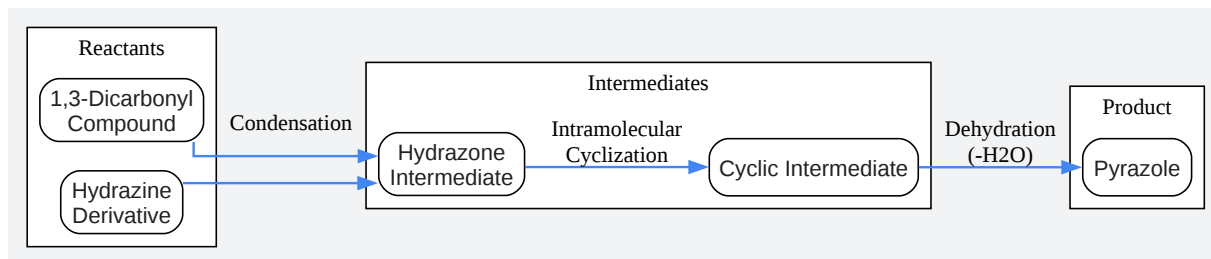 Reactants
1,3-Dicarbonyl
Compound
Hydrazine
Derivative
Condensation
Intermediates
Hydrazone
Intermediate
Intramolecular
Cyclization
Cyclic Intermediate
Dehydration
(-H2O)
Product
Pyrazole